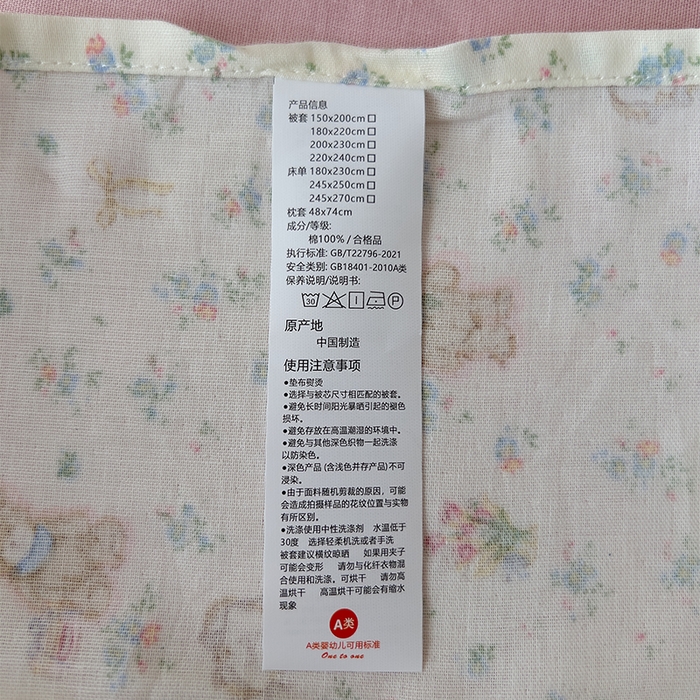 产品信息
被套 150x200cm□
180x220cm□
200x230cm□
220x240cm□
床单 180x230cm□
245x250cm□
245x270cm□
枕套 48x74cm
成分/等级:
棉100% / 合格品
执行标准: GB/T22796-2021
安全类别: GB18401-2010A类
保养说明/说明书:
30 P
原产地
中国制造
使用注意事项
●垫布熨烫
●选择与被芯尺寸相匹配的被套。
●避免长时间阳光暴晒引起的褪色
损坏。
●避免存放在高温潮湿的环境中。
●避免与其他深色织物一起洗涤
以防染色。
●深色产品 (含浅色并存产品)不可
浸染。
●由于面料随机剪裁的原因，可能
会造成拍摄样品的花纹位置与实物
有所区别。
●洗涤使用中性洗涤剂 水温低于
30度 选择轻柔机洗或者手洗
被套建议横纹晾晒 如果用夹子
可能会变形 请勿与化纤衣物混
合使用和洗涤。可烘干 请勿高
温烘干 高温烘干可能会有缩水
现象
A类
A类婴幼儿可用标准
One to one